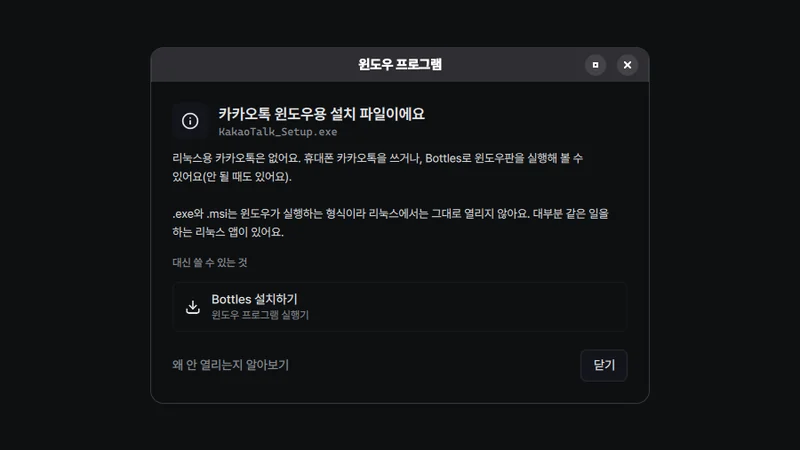 윈도우 프로그램
카카오톡 윈도우용 설치 파일이에요
KakaoTalk_Setup.exe
리눅스용 카카오톡은 없어요. 휴대폰 카카오톡을 쓰거나, Bottles로 윈도우판을 실행해 볼 수
있어요(안 될 때도 있어요).
.exe와 .msi는 윈도우가 실행하는 형식이라 리눅스에서는 그대로 열리지 않아요. 대부분 같은 일을
하는 리눅스 앱이 있어요.
대신 쓸 수 있는 것
Bottles 설치하기
윈도우 프로그램 실행기
왜 안 열리는지 알아보기
닫기